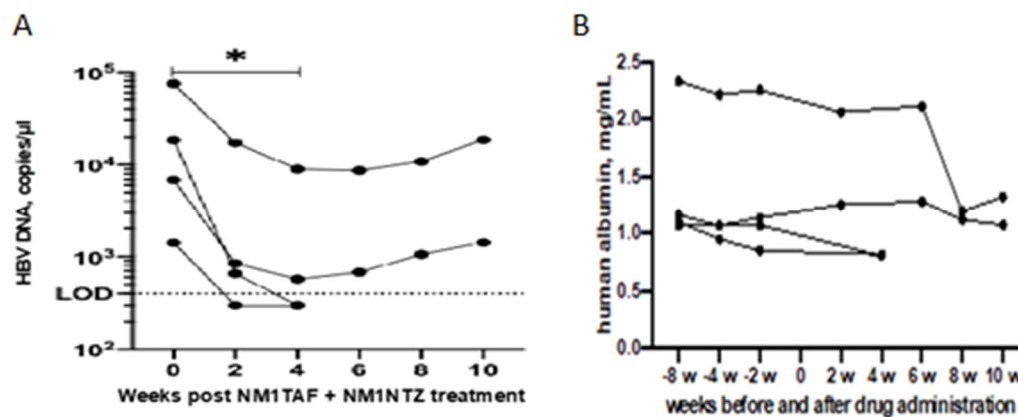 A
*
10⁵
10⁴
10³
LOD
10²
HBV DNA, copies/µl
0 2 4 6 8 10
Weeks post NM1TAF + NM1NTZ treatment
B
2.5
2.0
1.5
1.0
0.5
0.0
human albumin, mg/mL
-8 w -4 w -2 w 0 2 w 4 w 6 w 8 w 10 w
weeks before and after drug administration